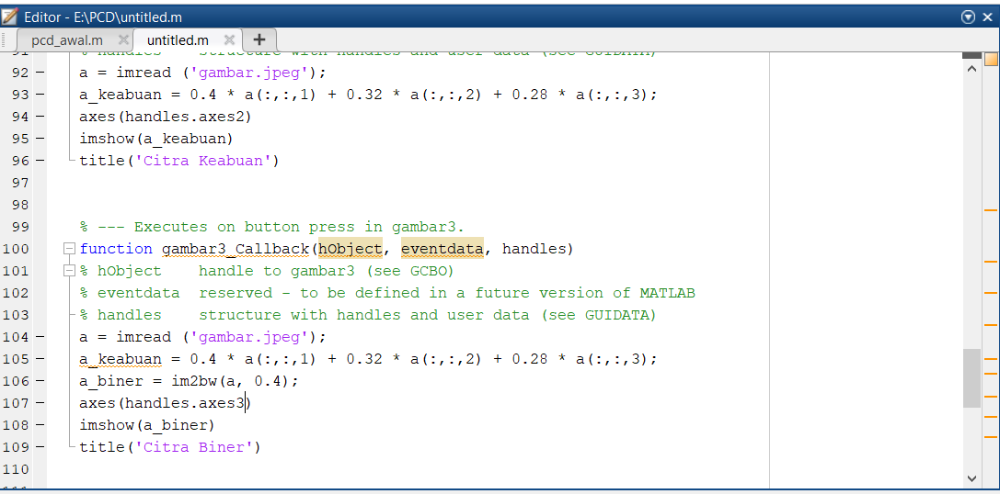 Editor - E:\PCD\untitled.m
pcd_awal.m untitled.m +
91 % handles    structure with handles and user data (see GUIDATA)
92 - a = imread ('gambar.jpeg');
93 - a_keabuan = 0.4 * a(:,:,1) + 0.32 * a(:,:,2) + 0.28 * a(:,:,3);
94 - axes(handles.axes2)
95 - imshow(a_keabuan)
96 - title('Citra Keabuan')
97
98
99 % --- Executes on button press in gambar3.
100 function gambar3_Callback(hObject, eventdata, handles)
101 % hObject    handle to gambar3 (see GCBO)
102 % eventdata  reserved - to be defined in a future version of MATLAB
103 % handles    structure with handles and user data (see GUIDATA)
104 - a = imread ('gambar.jpeg');
105 - a_keabuan = 0.4 * a(:,:,1) + 0.32 * a(:,:,2) + 0.28 * a(:,:,3);
106 - a_biner = im2bw(a, 0.4);
107 - axes(handles.axes3)
108 - imshow(a_biner)
109 - title('Citra Biner')
110